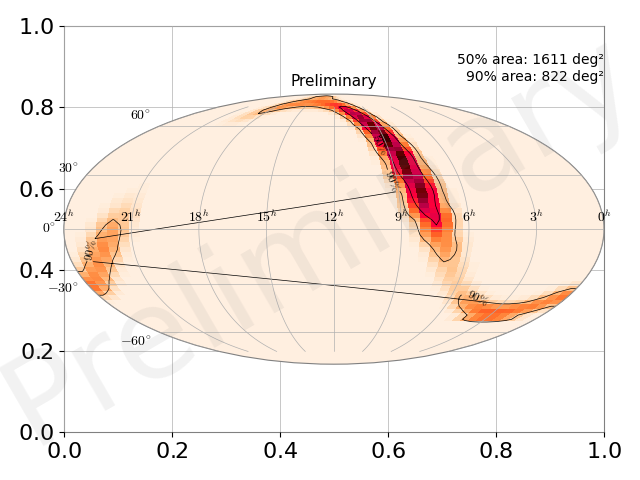 1.0
50% area: 1611 deg²
90% area: 822 deg²
Preliminary
0.8
60°
30°
90%
0.6
24h 21h 18h 15h 12h 9h 6h 3h 0h
0°
90%
0.4
−30°
90%
−60°
0.2
0.0
0.0 0.2 0.4 0.6 0.8 1.0
Preliminary